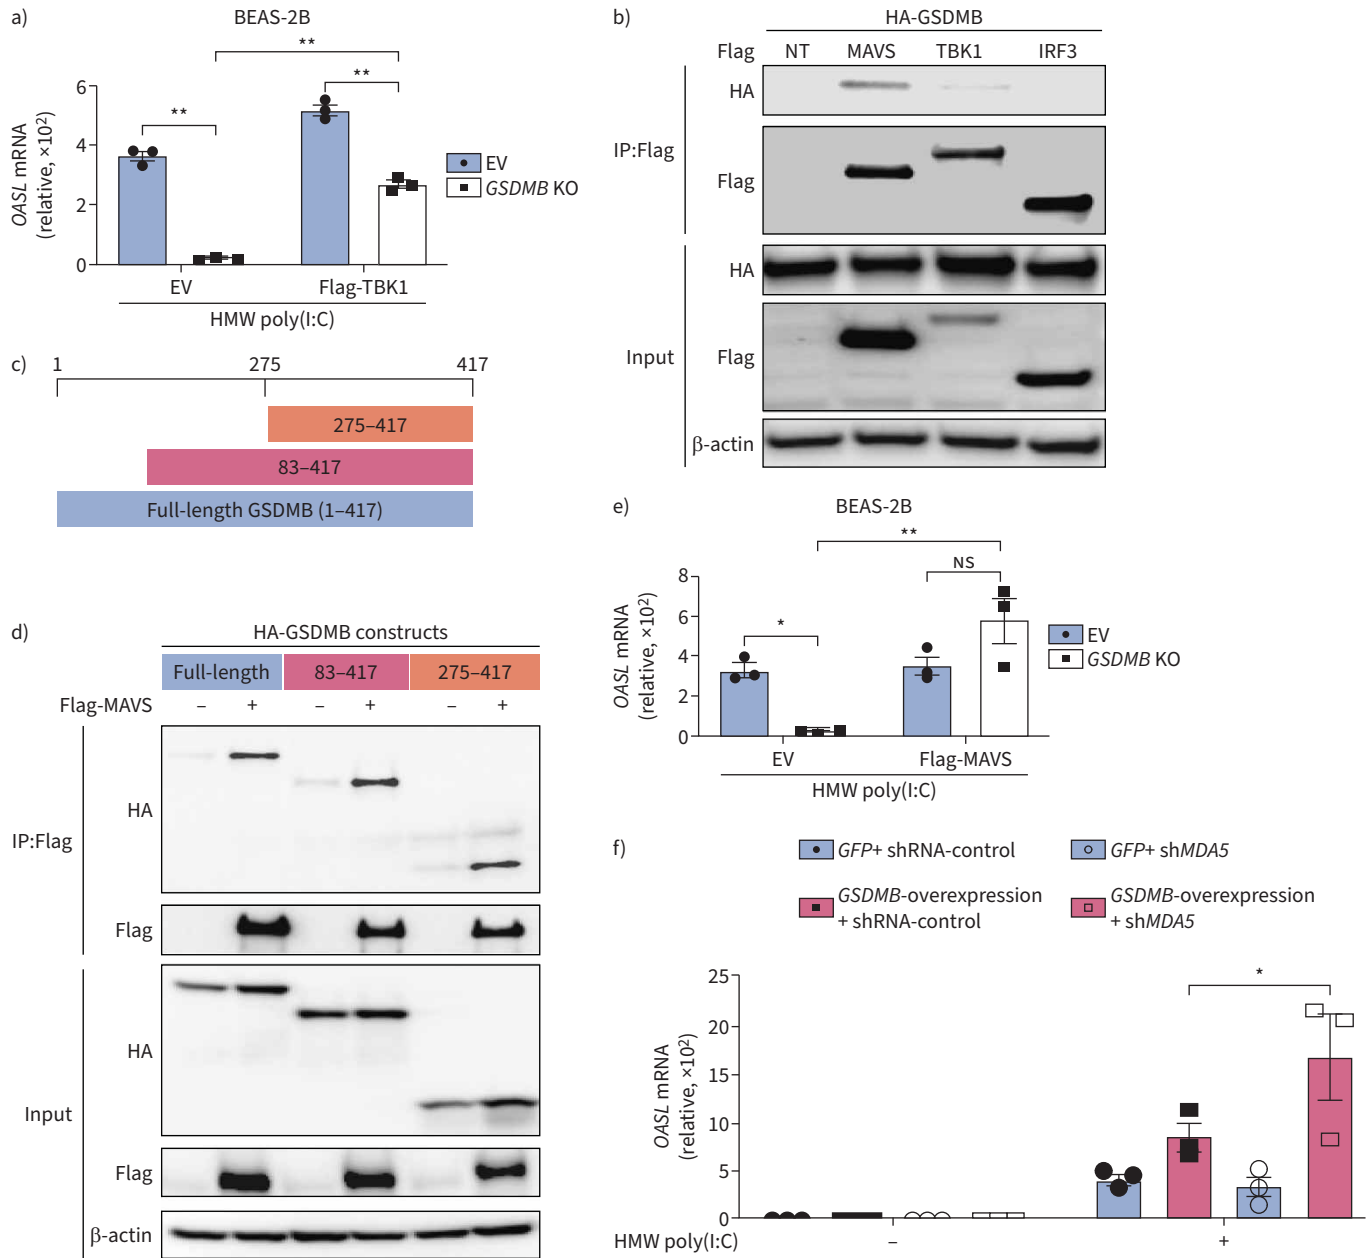 a)
BEAS-2B
**
**
**
6
4
2
0
OASL mRNA
(relative, ×10²)
EV
GSDMB KO
EV
Flag-TBK1
HMW poly(I:C)
b)
HA-GSDMB
Flag NT MAVS TBK1 IRF3
HA
IP:Flag
Flag
HA
Input
Flag
β-actin
c)
1 275 417
275–417
83–417
Full-length GSDMB (1–417)
d)
HA-GSDMB constructs
Full-length 83–417 275–417
Flag-MAVS – + – + – +
HA
IP:Flag
Flag
HA
Input
Flag
β-actin
e)
BEAS-2B
**
NS
*
8
6
4
2
0
OASL mRNA
(relative, ×10²)
EV
GSDMB KO
EV
Flag-MAVS
HMW poly(I:C)
f)
GFP+ shRNA-control
GFP+ shMDA5
GSDMB-overexpression
+ shRNA-control
GSDMB-overexpression
+ shMDA5
*
25
20
15
10
5
0
OASL mRNA
(relative, ×10²)
HMW poly(I:C) – +